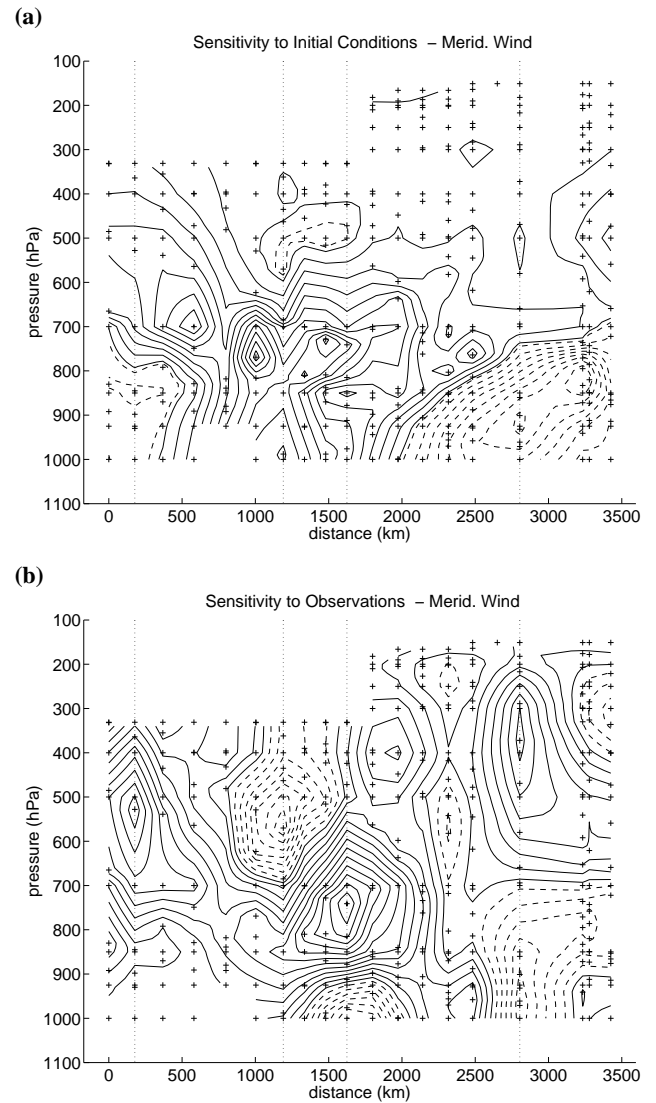 (a)
Sensitivity to Initial Conditions – Merid. Wind
100
200
300
400
500
600
700
800
900
1000
1100
pressure (hPa)
0 500 1000 1500 2000 2500 3000 3500
distance (km)
(b)
Sensitivity to Observations – Merid. Wind
100
200
300
400
500
600
700
800
900
1000
1100
pressure (hPa)
0 500 1000 1500 2000 2500 3000 3500
distance (km)